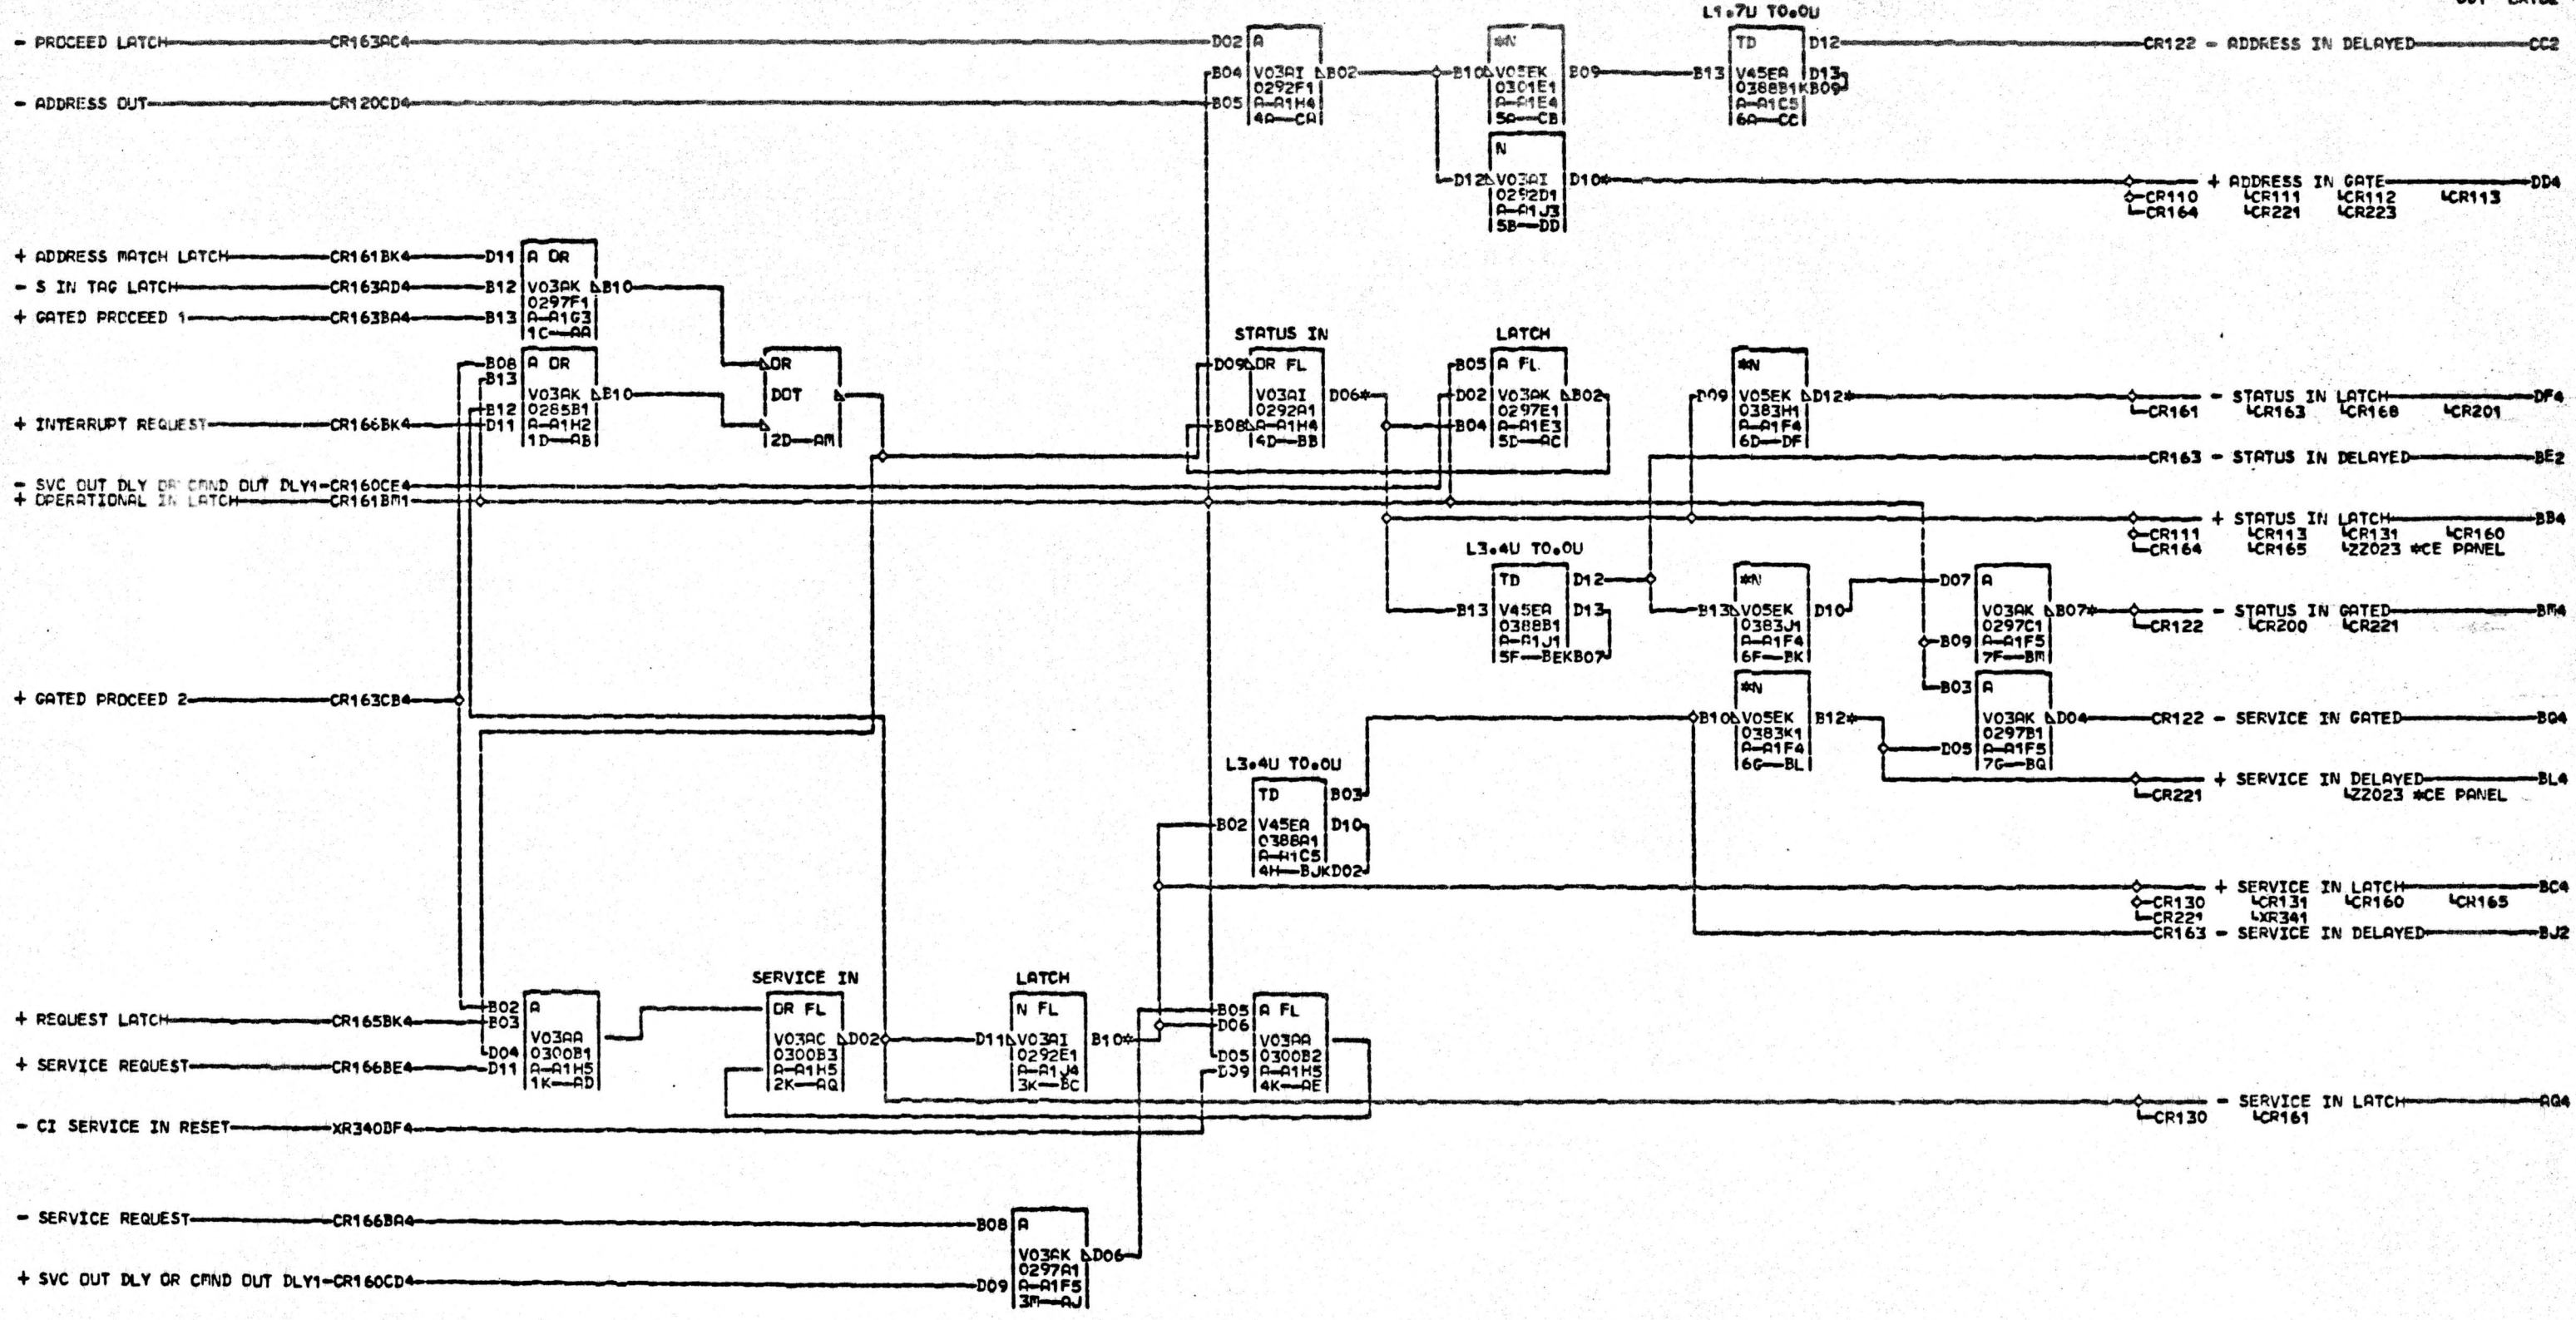 L1.7U TO.0U
- PROCEED LATCH CR163AC4 D02 A *N TD D12 CR122 - ADDRESS IN DELAYED CC2
B04 V03AI B02 B10 V05EK B09 B13 V45EA D13
0292F1 0301E1 0388B1KB09
- ADDRESS OUT CR120CD4 B05 A-A1H4 A-A1E4 A-A1C5
4A-CA 5A-CB 6A-CC
N
D12 V03AI D10* + ADDRESS IN GATE DD4
0292D1 CR110 CR111 CR112 CR113
A-A1J3 CR164 CR221 CR223
5B-DD
+ ADDRESS MATCH LATCH CR161BK4 D11 A OR
- S IN TAG LATCH CR163AD4 B12 V03AK B10
0297F1
+ GATED PROCEED 1 CR163BA4 B13 A-A1G3
1C-AA
STATUS IN LATCH
B08 A OR OR D09 OR FL B05 A FL *N
B13
V03AK B10 DOT V03AI D06* D02 V03AK B02 D09 V05EK D12* - STATUS IN LATCH DF4
B12 0285B1 0292A1 0297E1 0383H1 CR161 CR163 CR168 CR201
+ INTERRUPT REQUEST CR166BK4 D11 A-A1H2 B08 A-A1H4 B04 A-A1E3 A-A1F4
1D-AB 2D-AM 4D-BB 5D-AC 6D-DF
CR163 - STATUS IN DELAYED BE2
- SVC OUT DLY OR CMND OUT DLY1 CR160CE4
+ OPERATIONAL IN LATCH CR161BM1
+ STATUS IN LATCH BB4
CR111 CR113 CR131 CR160
L3.4U TO.0U CR164 CR165 ZZ023 *CE PANEL
TD D12 *N D07 A
B13 V45EA D13 B13 V05EK D10 V03AK B07* - STATUS IN GATED BM4
0388B1 0383J1 0297C1 CR122 CR200 CR221
A-A1J1 A-A1F4 B09 A-A1F5
5F-BEKB07 6F-BK 7F-BM
*N B03 A
+ GATED PROCEED 2 CR163CB4
B10 V05EK B12* V03AK D04 CR122 - SERVICE IN GATED BQ4
0383K1 0297B1
A-A1F4 D05 A-A1F5
L3.4U TO.0U 6G-BL 7G-BQ
+ SERVICE IN DELAYED BL4
TD B03 CR221 ZZ023 *CE PANEL
B02 V45EA D10
0388A1
A-A1C5
4H-BJKD02
+ SERVICE IN LATCH BC4
CR130 CR131 CR160 CR165
CR221 XR341
CR163 - SERVICE IN DELAYED BJ2
SERVICE IN LATCH
B02 A OR FL N FL B05 A FL
+ REQUEST LATCH CR165BK4 B03 D06
V03AA V03AC D02 D11 V03AI B10* V03AA
D04 0300B1 0300B3 0292E1 D05 0300B2
+ SERVICE REQUEST CR166BE4 D11 A-A1H5 A-A1H5 A-A1J4 D09 A-A1H5
1K-AD 2K-AQ 3K-BC 4K-AE
- SERVICE IN LATCH AQ4
CR130 CR161
- CI SERVICE IN RESET XR340BF4
- SERVICE REQUEST CR166BA4 B08 A
V03AK D06
0297A1
+ SVC OUT DLY OR CMND OUT DLY1 CR160CD4 D09 A-A1F5
3M-AJ